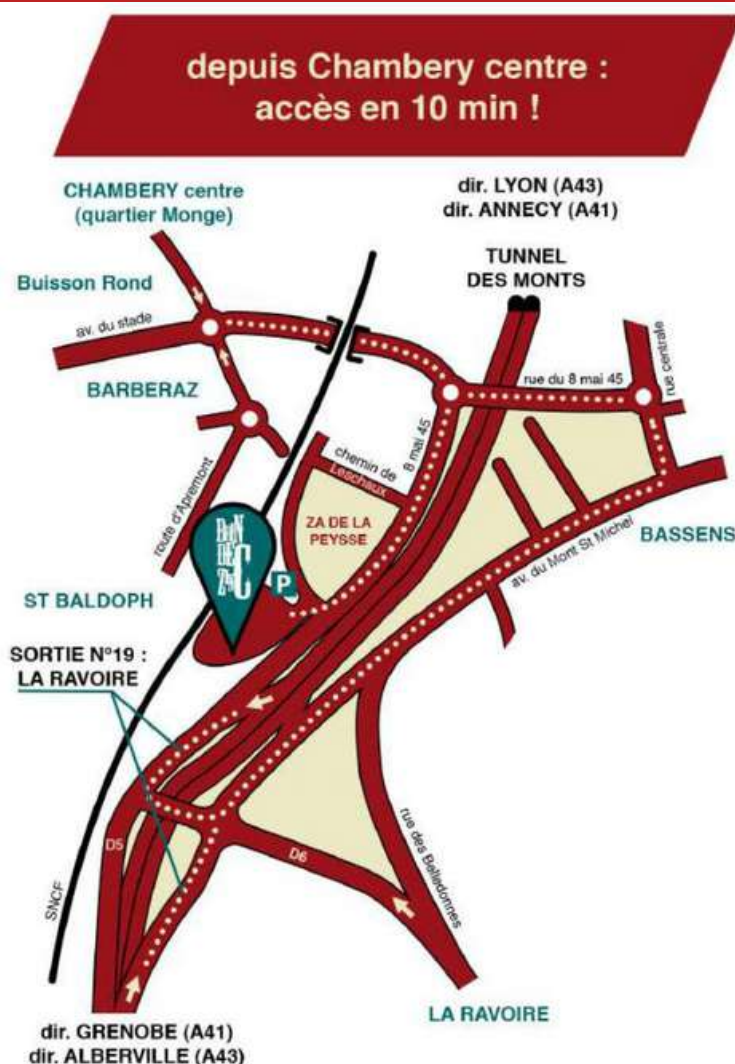 depuis Chambery centre :
accès en 10 min !
CHAMBERY centre
(quartier Monge)
dir. LYON (A43)
dir. ANNECY (A41)
TUNNEL
DES MONTS
Buisson Rond
av. du stade
rue du 8 mai 45
rue centrale
BARBERAZ
8 mai 45
chemin de
Leschaux
route d'Apremont
ZA DE LA
PEYSSE
BASSENS
av. du Mont St Michel
P
ST BALDOPH
SORTIE N°19 :
LA RAVOIRE
D5
D6
rue des Belledonnes
SNCF
LA RAVOIRE
dir. GRENOBE (A41)
dir. ALBERVILLE (A43)